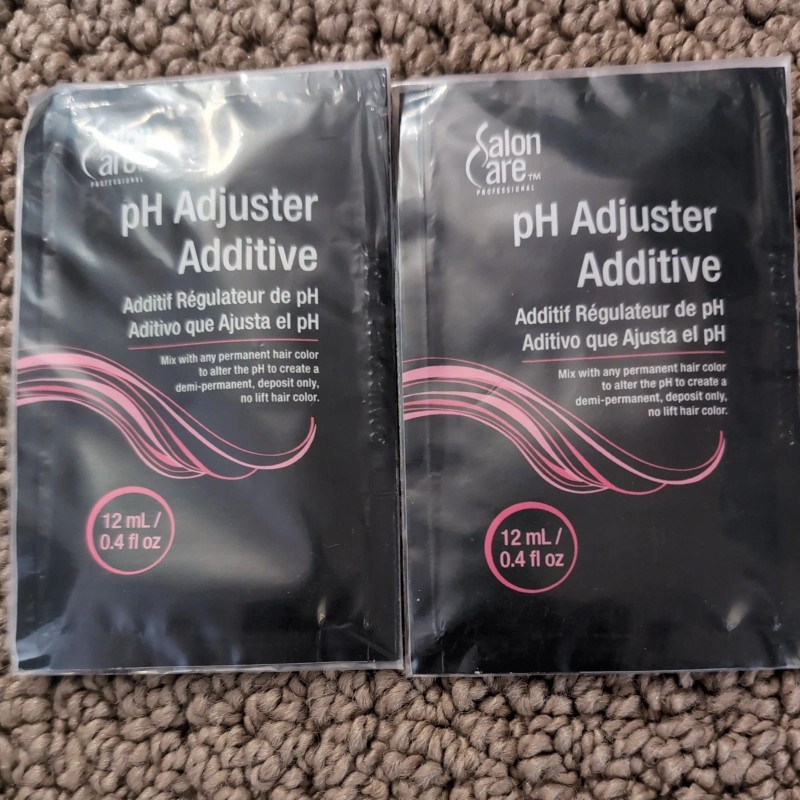 Salon
Care
PROFESSIONAL
pH Adjuster
Additive
Additif Régulateur de pH
Aditivo que Ajusta el pH
Mix with any permanent hair color
to alter the pH to create a
demi-permanent, deposit only,
no lift hair color.
12 mL /
0.4 fl oz
Salon
Care™
PROFESSIONAL
pH Adjuster
Additive
Additif Régulateur de pH
Aditivo que Ajusta el pH
Mix with any permanent hair color
to alter the pH to create a
demi-permanent, deposit only,
no lift hair color.
12 mL /
0.4 fl oz